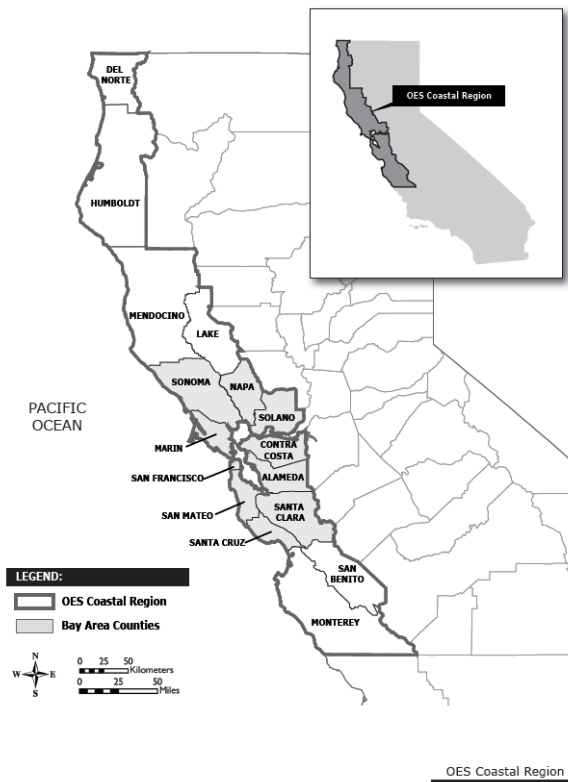 DEL
NORTE
HUMBOLDT
MENDOCINO
LAKE
SONOMA
NAPA
SOLANO
MARIN
CONTRA
COSTA
SAN FRANCISCO
ALAMEDA
SANTA
CLARA
SAN MATEO
SANTA CRUZ
SAN
BENITO
MONTEREY
PACIFIC
OCEAN
OES Coastal Region
LEGEND:
OES Coastal Region
Bay Area Counties
N
W E
S
0 25 50
Kilometers
0 25 50
Miles
OES Coastal Region